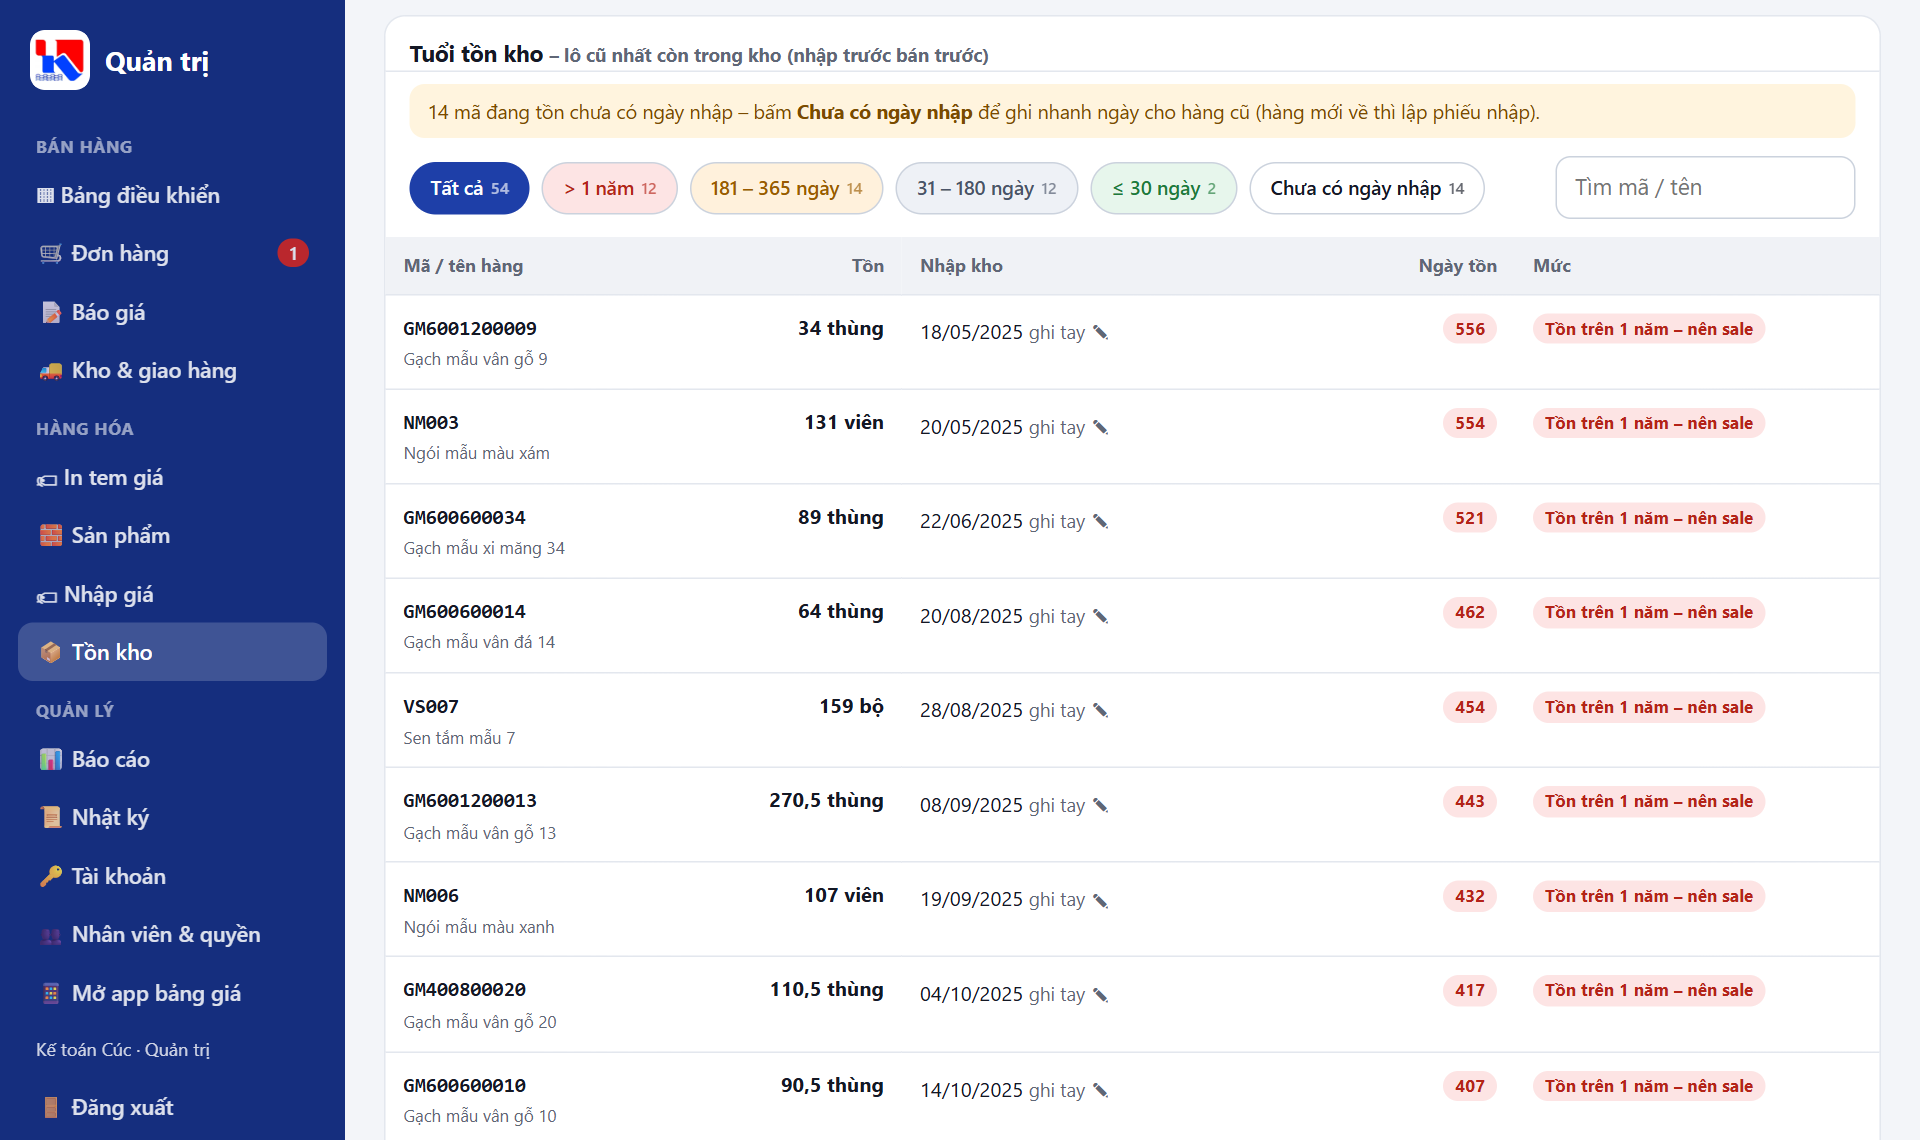 Quản trị
BÁN HÀNG
Bảng điều khiển
Đơn hàng 1
Báo giá
Kho & giao hàng
HÀNG HÓA
In tem giá
Sản phẩm
Nhập giá
Tồn kho
QUẢN LÝ
Báo cáo
Nhật ký
Tài khoản
Nhân viên & quyền
Mở app bảng giá
Kế toán Cúc · Quản trị
Đăng xuất
Tuổi tồn kho – lô cũ nhất còn trong kho (nhập trước bán trước)
14 mã đang tồn chưa có ngày nhập – bấm Chưa có ngày nhập để ghi nhanh ngày cho hàng cũ (hàng mới về thì lập phiếu nhập).
Tất cả 54 > 1 năm 12 181 – 365 ngày 14 31 – 180 ngày 12 ≤ 30 ngày 2 Chưa có ngày nhập 14 Tìm mã / tên
Mã / tên hàng Tồn Nhập kho Ngày tồn Mức
GM6001200009 34 thùng 18/05/2025 ghi tay 556 Tồn trên 1 năm – nên sale
Gạch mẫu vân gỗ 9
NM003 131 viên 20/05/2025 ghi tay 554 Tồn trên 1 năm – nên sale
Ngói mẫu màu xám
GM600600034 89 thùng 22/06/2025 ghi tay 521 Tồn trên 1 năm – nên sale
Gạch mẫu xi măng 34
GM600600014 64 thùng 20/08/2025 ghi tay 462 Tồn trên 1 năm – nên sale
Gạch mẫu vân đá 14
VS007 159 bộ 28/08/2025 ghi tay 454 Tồn trên 1 năm – nên sale
Sen tắm mẫu 7
GM6001200013 270,5 thùng 08/09/2025 ghi tay 443 Tồn trên 1 năm – nên sale
Gạch mẫu vân gỗ 13
NM006 107 viên 19/09/2025 ghi tay 432 Tồn trên 1 năm – nên sale
Ngói mẫu màu xanh
GM400800020 110,5 thùng 04/10/2025 ghi tay 417 Tồn trên 1 năm – nên sale
Gạch mẫu vân gỗ 20
GM600600010 90,5 thùng 14/10/2025 ghi tay 407 Tồn trên 1 năm – nên sale
Gạch mẫu vân gỗ 10